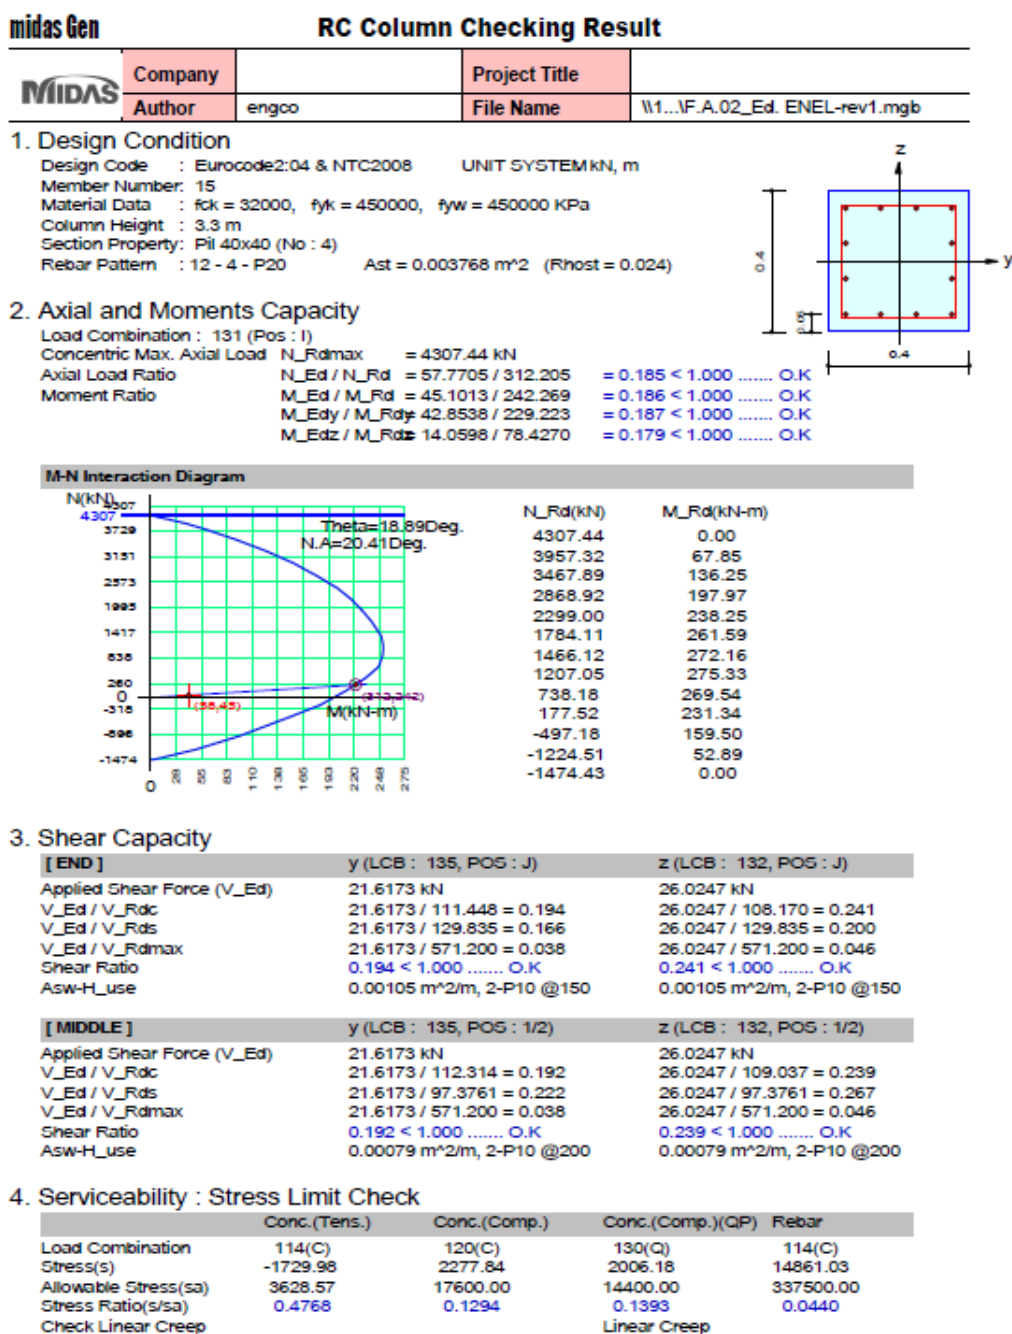 midas Gen RC Column Checking Result
MIDAS Company Project Title
Author engco File Name \\1...\F.A.02_Ed. ENEL-rev1.mgb
1. Design Condition
Design Code : Eurocode2:04 & NTC2008 UNIT SYSTEM kN, m
Member Number: 15
Material Data : fck = 32000, fyk = 450000, fyw = 450000 KPa
Column Height : 3.3 m
Section Property: Pil 40x40 (No : 4)
Rebar Pattern : 12 - 4 - P20 Ast = 0.003768 m^2 (Rhost = 0.024)
z
y
0.4
0.06
0.4
2. Axial and Moments Capacity
Load Combination : 131 (Pos : I)
Concentric Max. Axial Load N_Rdmax = 4307.44 kN
Axial Load Ratio N_Ed / N_Rd = 57.7705 / 312.205 = 0.185 < 1.000 ....... O.K
Moment Ratio M_Ed / M_Rd = 45.1013 / 242.269 = 0.186 < 1.000 ....... O.K
M_Edy / M_Rdy = 42.8538 / 229.223 = 0.187 < 1.000 ....... O.K
M_Edz / M_Rdz = 14.0598 / 78.4270 = 0.179 < 1.000 ....... O.K
M-N Interaction Diagram
N(kN)
4307
4307
3729
3151
2573
1995
1417
838
260
0
-318
-896
-1474
Theta=18.89Deg.
N.A=20.41Deg.
(58,45)
(312,242)
M(kN-m)
0 28 55 83 110 138 165 193 220 248 275
N_Rd(kN) M_Rd(kN-m)
4307.44 0.00
3957.32 67.85
3467.89 136.25
2868.92 197.97
2299.00 238.25
1784.11 261.59
1466.12 272.16
1207.05 275.33
738.18 269.54
177.52 231.34
-497.18 159.50
-1224.51 52.89
-1474.43 0.00
3. Shear Capacity
[ END ] y (LCB : 135, POS : J) z (LCB : 132, POS : J)
Applied Shear Force (V_Ed) 21.6173 kN 26.0247 kN
V_Ed / V_Rdc 21.6173 / 111.448 = 0.194 26.0247 / 108.170 = 0.241
V_Ed / V_Rds 21.6173 / 129.835 = 0.166 26.0247 / 129.835 = 0.200
V_Ed / V_Rdmax 21.6173 / 571.200 = 0.038 26.0247 / 571.200 = 0.046
Shear Ratio 0.194 < 1.000 ....... O.K 0.241 < 1.000 ....... O.K
Asw-H_use 0.00105 m^2/m, 2-P10 @150 0.00105 m^2/m, 2-P10 @150
[ MIDDLE ] y (LCB : 135, POS : 1/2) z (LCB : 132, POS : 1/2)
Applied Shear Force (V_Ed) 21.6173 kN 26.0247 kN
V_Ed / V_Rdc 21.6173 / 112.314 = 0.192 26.0247 / 109.037 = 0.239
V_Ed / V_Rds 21.6173 / 97.3761 = 0.222 26.0247 / 97.3761 = 0.267
V_Ed / V_Rdmax 21.6173 / 571.200 = 0.038 26.0247 / 571.200 = 0.046
Shear Ratio 0.192 < 1.000 ....... O.K 0.239 < 1.000 ....... O.K
Asw-H_use 0.00079 m^2/m, 2-P10 @200 0.00079 m^2/m, 2-P10 @200
4. Serviceability : Stress Limit Check
Conc.(Tens.) Conc.(Comp.) Conc.(Comp.)(QP) Rebar
Load Combination 114(C) 120(C) 130(Q) 114(C)
Stress(s) -1729.98 2277.84 2006.18 14861.03
Allowable Stress(sa) 3628.57 17600.00 14400.00 337500.00
Stress Ratio(s/sa) 0.4768 0.1294 0.1393 0.0440
Check Linear Creep Linear Creep